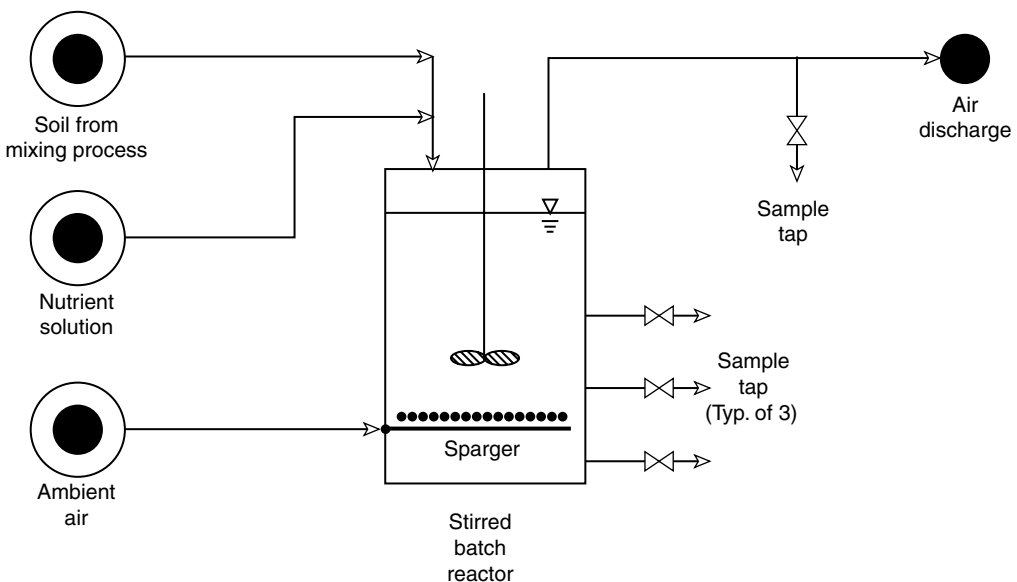 Soil from
mixing process
Nutrient
solution
Ambient
air
Air
discharge
Sample
tap
Sample
tap
(Typ. of 3)
Sparger
Stirred
batch
reactor